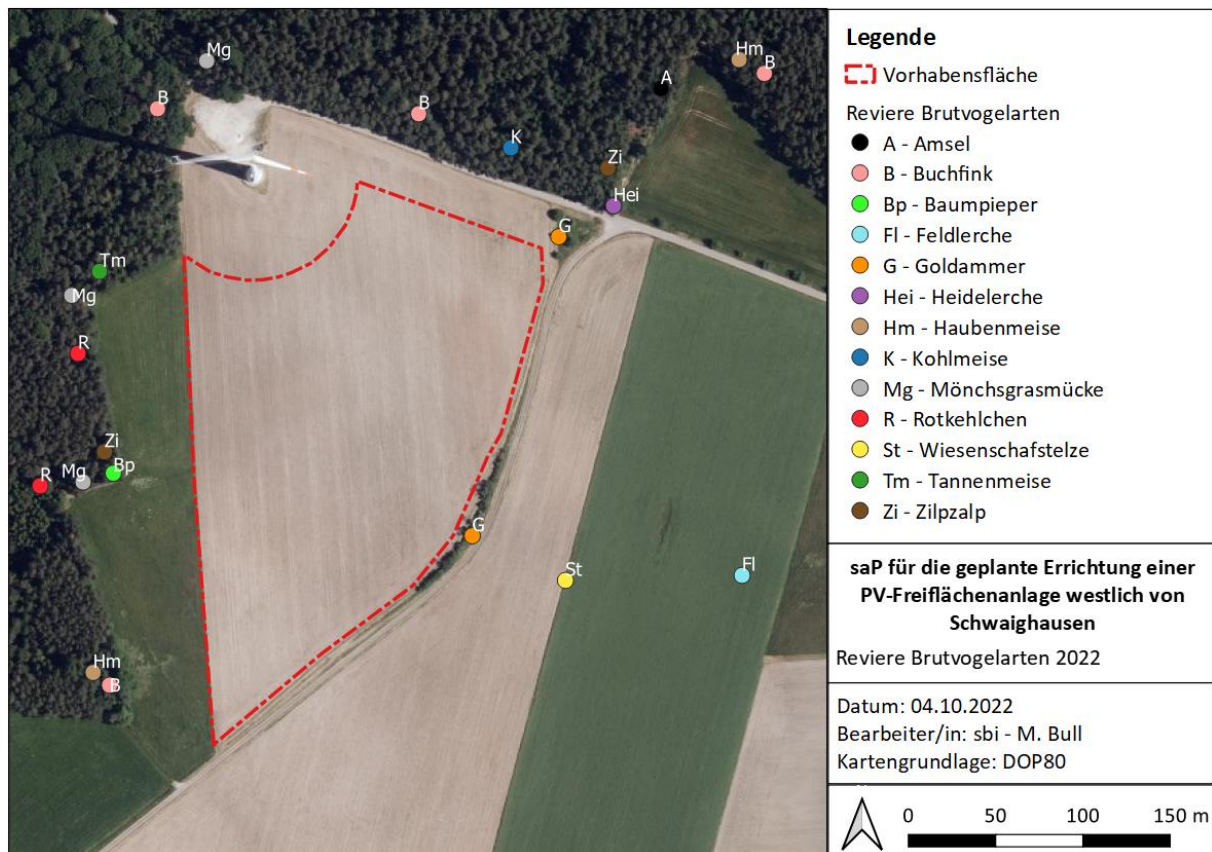 Mg
Hm
B
A
B
B
K
Zi
Hei
G
Tm
Mg
R
Zi
Bp
Mg
R
G
St
Fl
Hm
B
Legende
Vorhabensfläche
Reviere Brutvogelarten
A - Amsel
B - Buchfink
Bp - Baumpieper
Fl - Feldlerche
G - Goldammer
Hei - Heidelerche
Hm - Haubenmeise
K - Kohlmeise
Mg - Mönchsgrasmücke
R - Rotkehlchen
St - Wiesenschafstelze
Tm - Tannenmeise
Zi - Zilpzalp
saP für die geplante Errichtung einer
PV-Freiflächenanlage westlich von
Schwaighausen
Reviere Brutvogelarten 2022
Datum: 04.10.2022
Bearbeiter/in: sbi - M. Bull
Kartengrundlage: DOP80
0 50 100 150 m